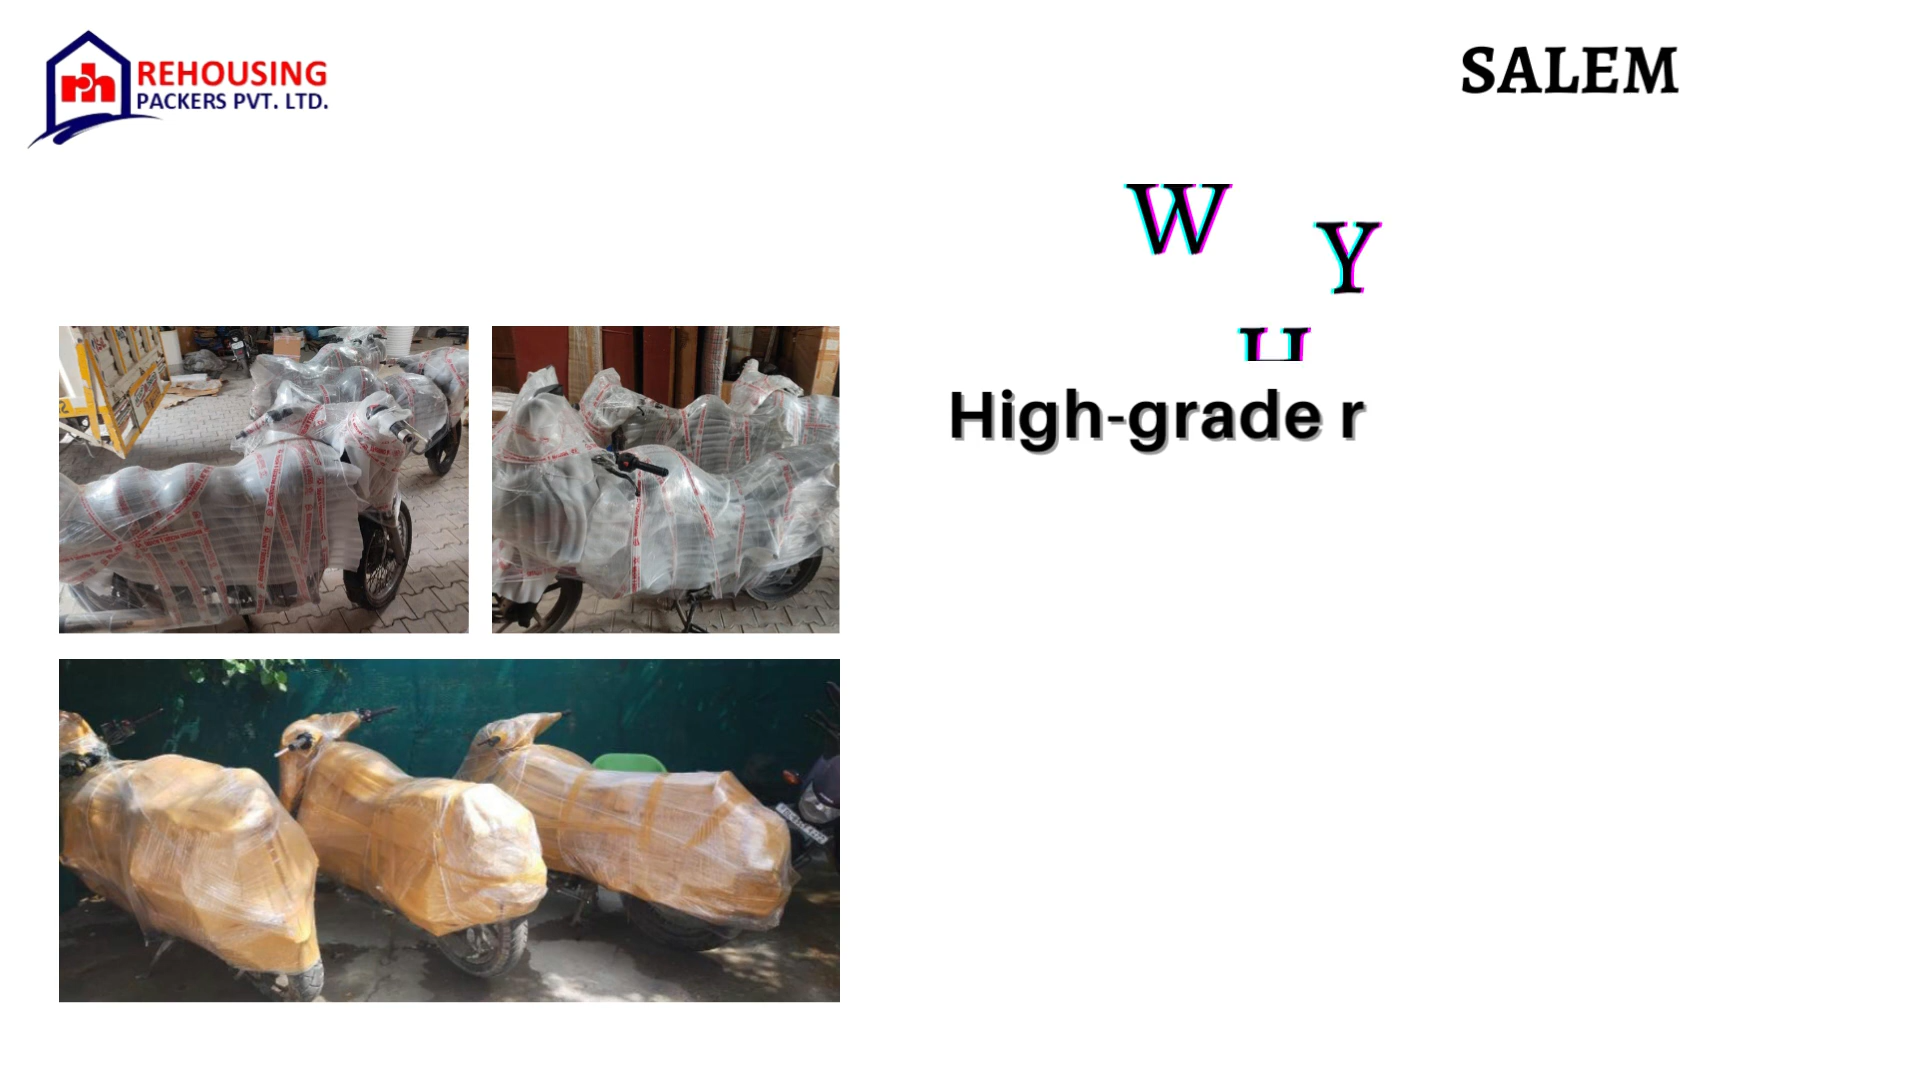 REHOUSING
PACKERS PVT. LTD.
SALEM
W
Y
H
High-grade r